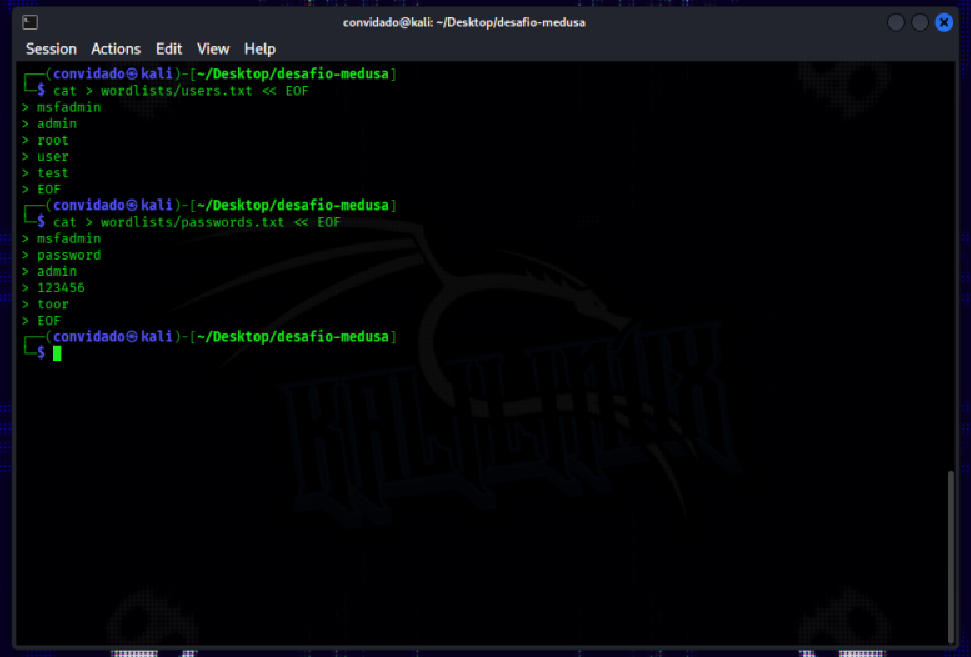 convidado@kali: ~/Desktop/desafio-medusa
Session Actions Edit View Help
┌──(convidado㉿kali)-[~/Desktop/desafio-medusa]
└─$ cat > wordlists/users.txt << EOF
> msfadmin
> admin
> root
> user
> test
> EOF
┌──(convidado㉿kali)-[~/Desktop/desafio-medusa]
└─$ cat > wordlists/passwords.txt << EOF
> msfadmin
> password
> admin
> 123456
> toor
> EOF
┌──(convidado㉿kali)-[~/Desktop/desafio-medusa]
└─$
KALI LINUX